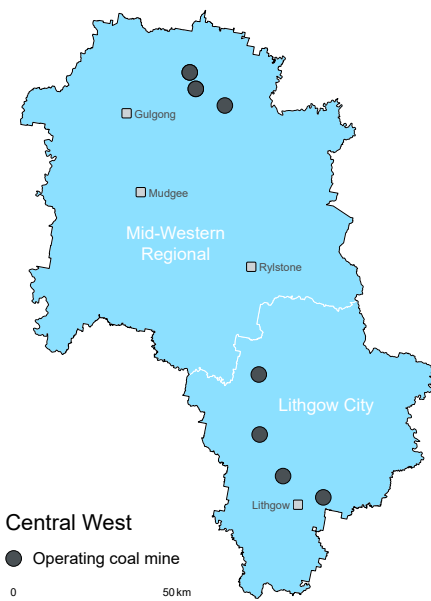 Gulgong
Mudgee
Mid-Western
Regional
Rylstone
Lithgow City
Lithgow
Central West
Operating coal mine
0 50 km